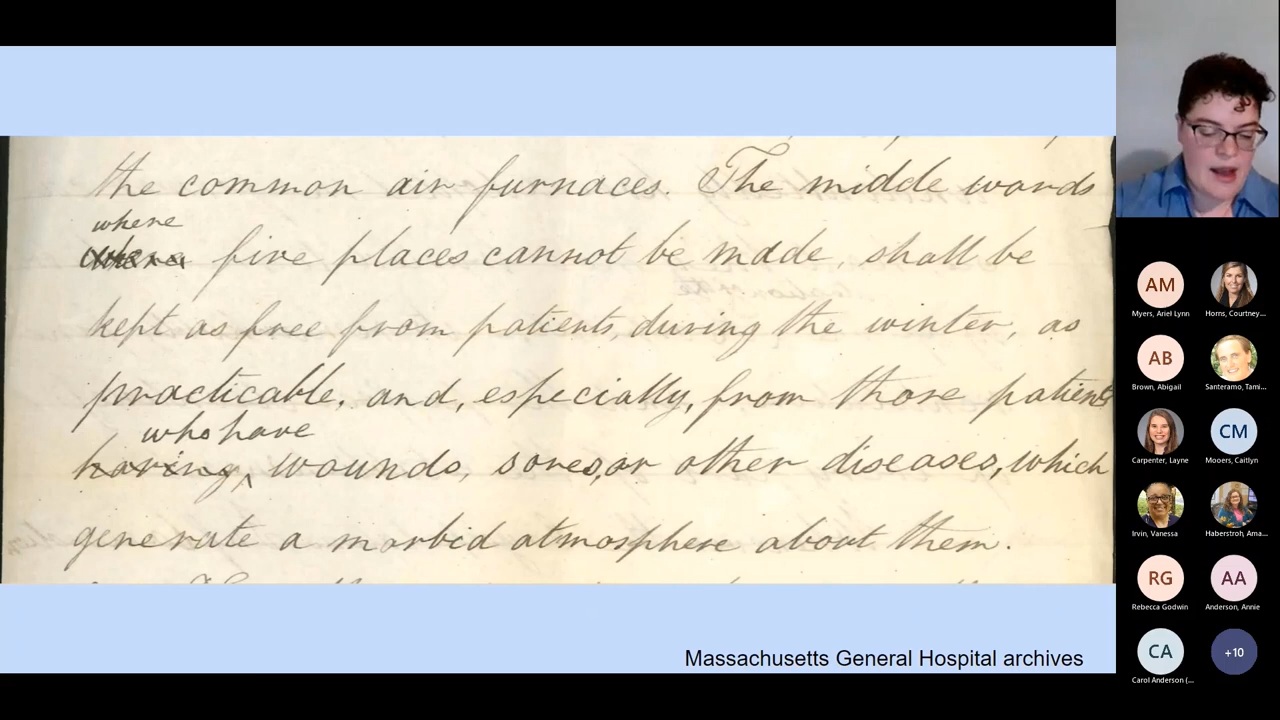 the common air furnaces. The midde wards
where
where five places cannot be made, shall be
kept as free from patients, during the winter, as
practicable, and, especially, from those patients
who have
having, wounds, sores, or other diseases, which
generate a morbid atmosphere about them.
Massachusetts General Hospital archives
AM
Myers, Ariel Lynn
Horns, Courtney...
AB
Brown, Abigail
Santeramo, Tami...
Carpenter, Layne
CM
Mooers, Caitlyn
Irvin, Vanessa
Haberstroh, Ama...
RG
Rebecca Godwin
AA
Anderson, Annie
CA
Carol Anderson (...
+10